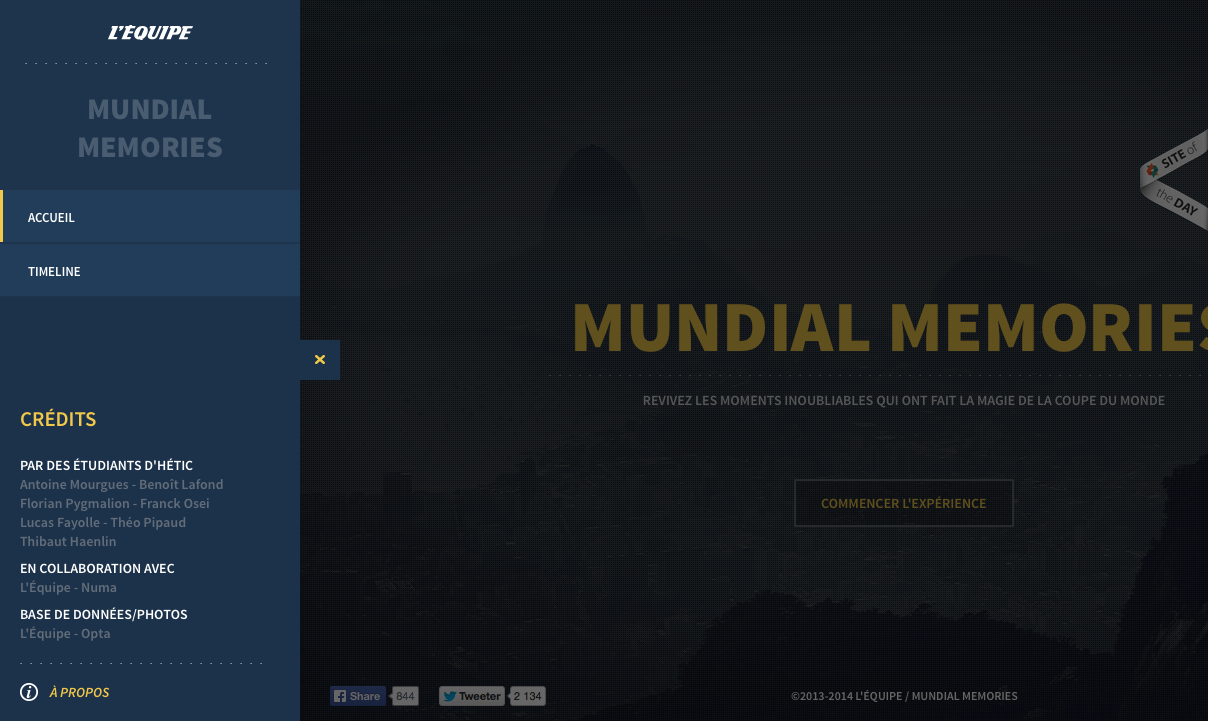 L'ÉQUIPE
MUNDIAL
MEMORIES
ACCUEIL
TIMELINE
CRÉDITS
PAR DES ÉTUDIANTS D'HÉTIC
Antoine Mourgues - Benoît Lafond
Florian Pygmalion - Franck Osei
Lucas Fayolle - Théo Pipaud
Thibaut Haenlin
EN COLLABORATION AVEC
L'Équipe - Numa
BASE DE DONNÉES/PHOTOS
L'Équipe - Opta
À PROPOS
SITE of
the DAY
MUNDIAL MEMORIES
REVIVEZ LES MOMENTS INOUBLIABLES QUI ONT FAIT LA MAGIE DE LA COUPE DU MONDE
COMMENCER L'EXPÉRIENCE
Share 844 Tweeter 2 134
©2013-2014 L'ÉQUIPE / MUNDIAL MEMORIES